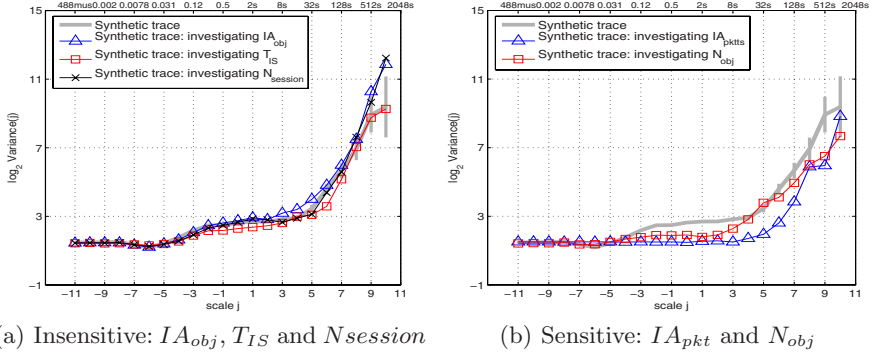 488mus0.002 0.0078 0.031 0.12 0.5 2s 8s 32s 128s 512s 2048s
15
11
7
3
−1
log₂ Variance(j)
Synthetic trace
Synthetic trace: investigating IA_obj
Synthetic trace: investigating T_IS
Synthetic trace: investigating N_session
−11 −9 −7 −5 −3 −1 1 3 5 7 9 11
scale j
(a) Insensitive: IA_obj, T_IS and Nsession
488mus0.002 0.0078 0.031 0.12 0.5 2s 8s 32s 128s 512s 2048s
15
11
7
3
−1
log₂ Variance(j)
Synthetic trace
Synthetic trace: investigating IA_pktts
Synthetic trace: investigating N_obj
−11 −9 −7 −5 −3 −1 1 3 5 7 9 11
scale j
(b) Sensitive: IA_pkt and N_obj